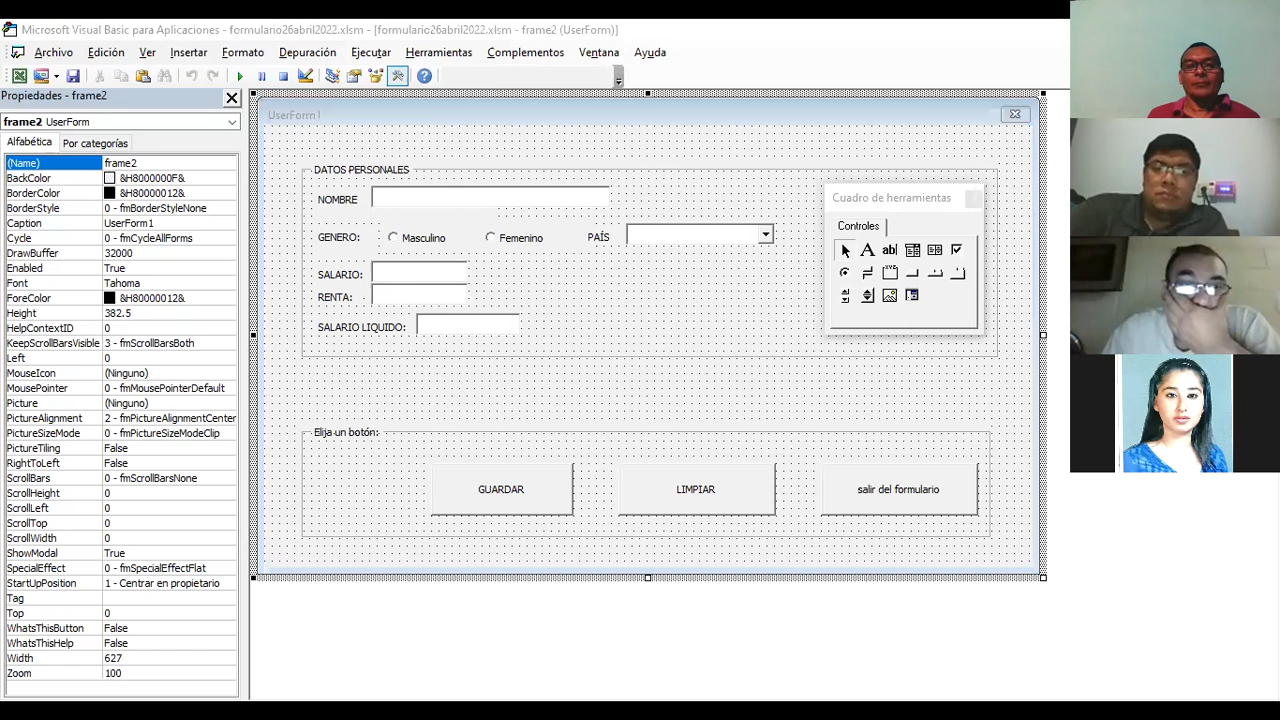 Microsoft Visual Basic para Aplicaciones - formulario26abril2022.xlsm - [formulario26abril2022.xlsm - frame2 (UserForm)]
Archivo Edición Ver Insertar Formato Depuración Ejecutar Herramientas Complementos Ventana Ayuda
Propiedades - frame2
frame2 UserForm
Alfabética Por categorías
(Name) frame2
BackColor &H8000000F&
BorderColor &H80000012&
BorderStyle 0 - fmBorderStyleNone
Caption UserForm1
Cycle 0 - fmCycleAllForms
DrawBuffer 32000
Enabled True
Font Tahoma
ForeColor &H80000012&
Height 382.5
HelpContextID 0
KeepScrollBarsVisible 3 - fmScrollBarsBoth
Left 0
MouseIcon (Ninguno)
MousePointer 0 - fmMousePointerDefault
Picture (Ninguno)
PictureAlignment 2 - fmPictureAlignmentCenter
PictureSizeMode 0 - fmPictureSizeModeClip
PictureTiling False
RightToLeft False
ScrollBars 0 - fmScrollBarsNone
ScrollHeight 0
ScrollLeft 0
ScrollTop 0
ScrollWidth 0
ShowModal True
SpecialEffect 0 - fmSpecialEffectFlat
StartUpPosition 1 - Centrar en propietario
Tag
Top 0
WhatsThisButton False
WhatsThisHelp False
Width 627
Zoom 100
UserForm1
DATOS PERSONALES
NOMBRE
GENERO: Masculino Femenino PAÍS
SALARIO:
RENTA:
SALARIO LIQUIDO:
Elija un botón:
GUARDAR LIMPIAR salir del formulario
Cuadro de herramientas
Controles
A ab|
XYZ